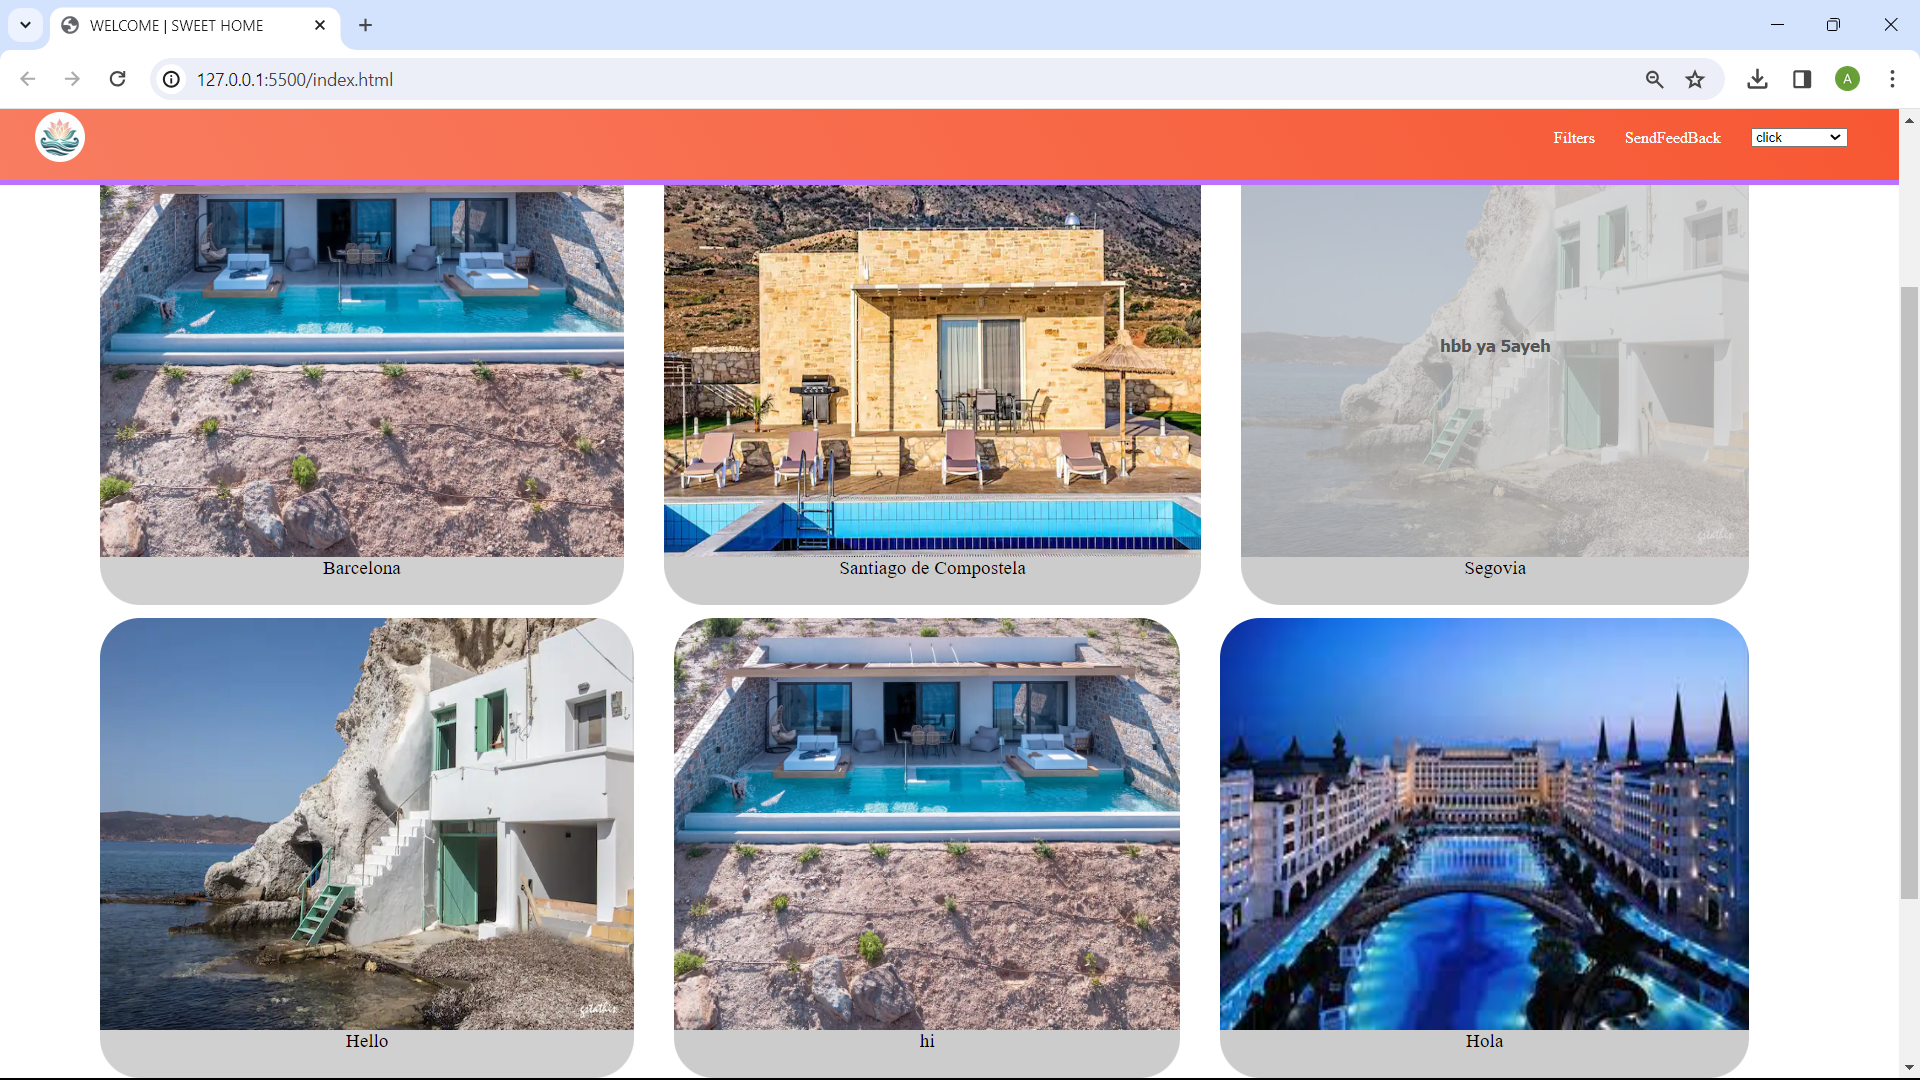 WELCOME | SWEET HOME
127.0.0.1:5500/index.html
A
Filters
SendFeedBack
click
hbb ya 5ayeh
Barcelona
Santiago de Compostela
Segovia
Hello
hi
Hola